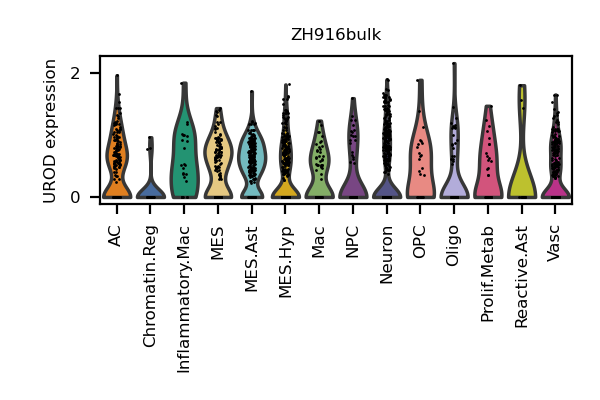 ZH916bulk
UROD expression
2
0
AC
Chromatin.Reg
Inflammatory.Mac
MES
MES.Ast
MES.Hyp
Mac
NPC
Neuron
OPC
Oligo
Prolif.Metab
Reactive.Ast
Vasc